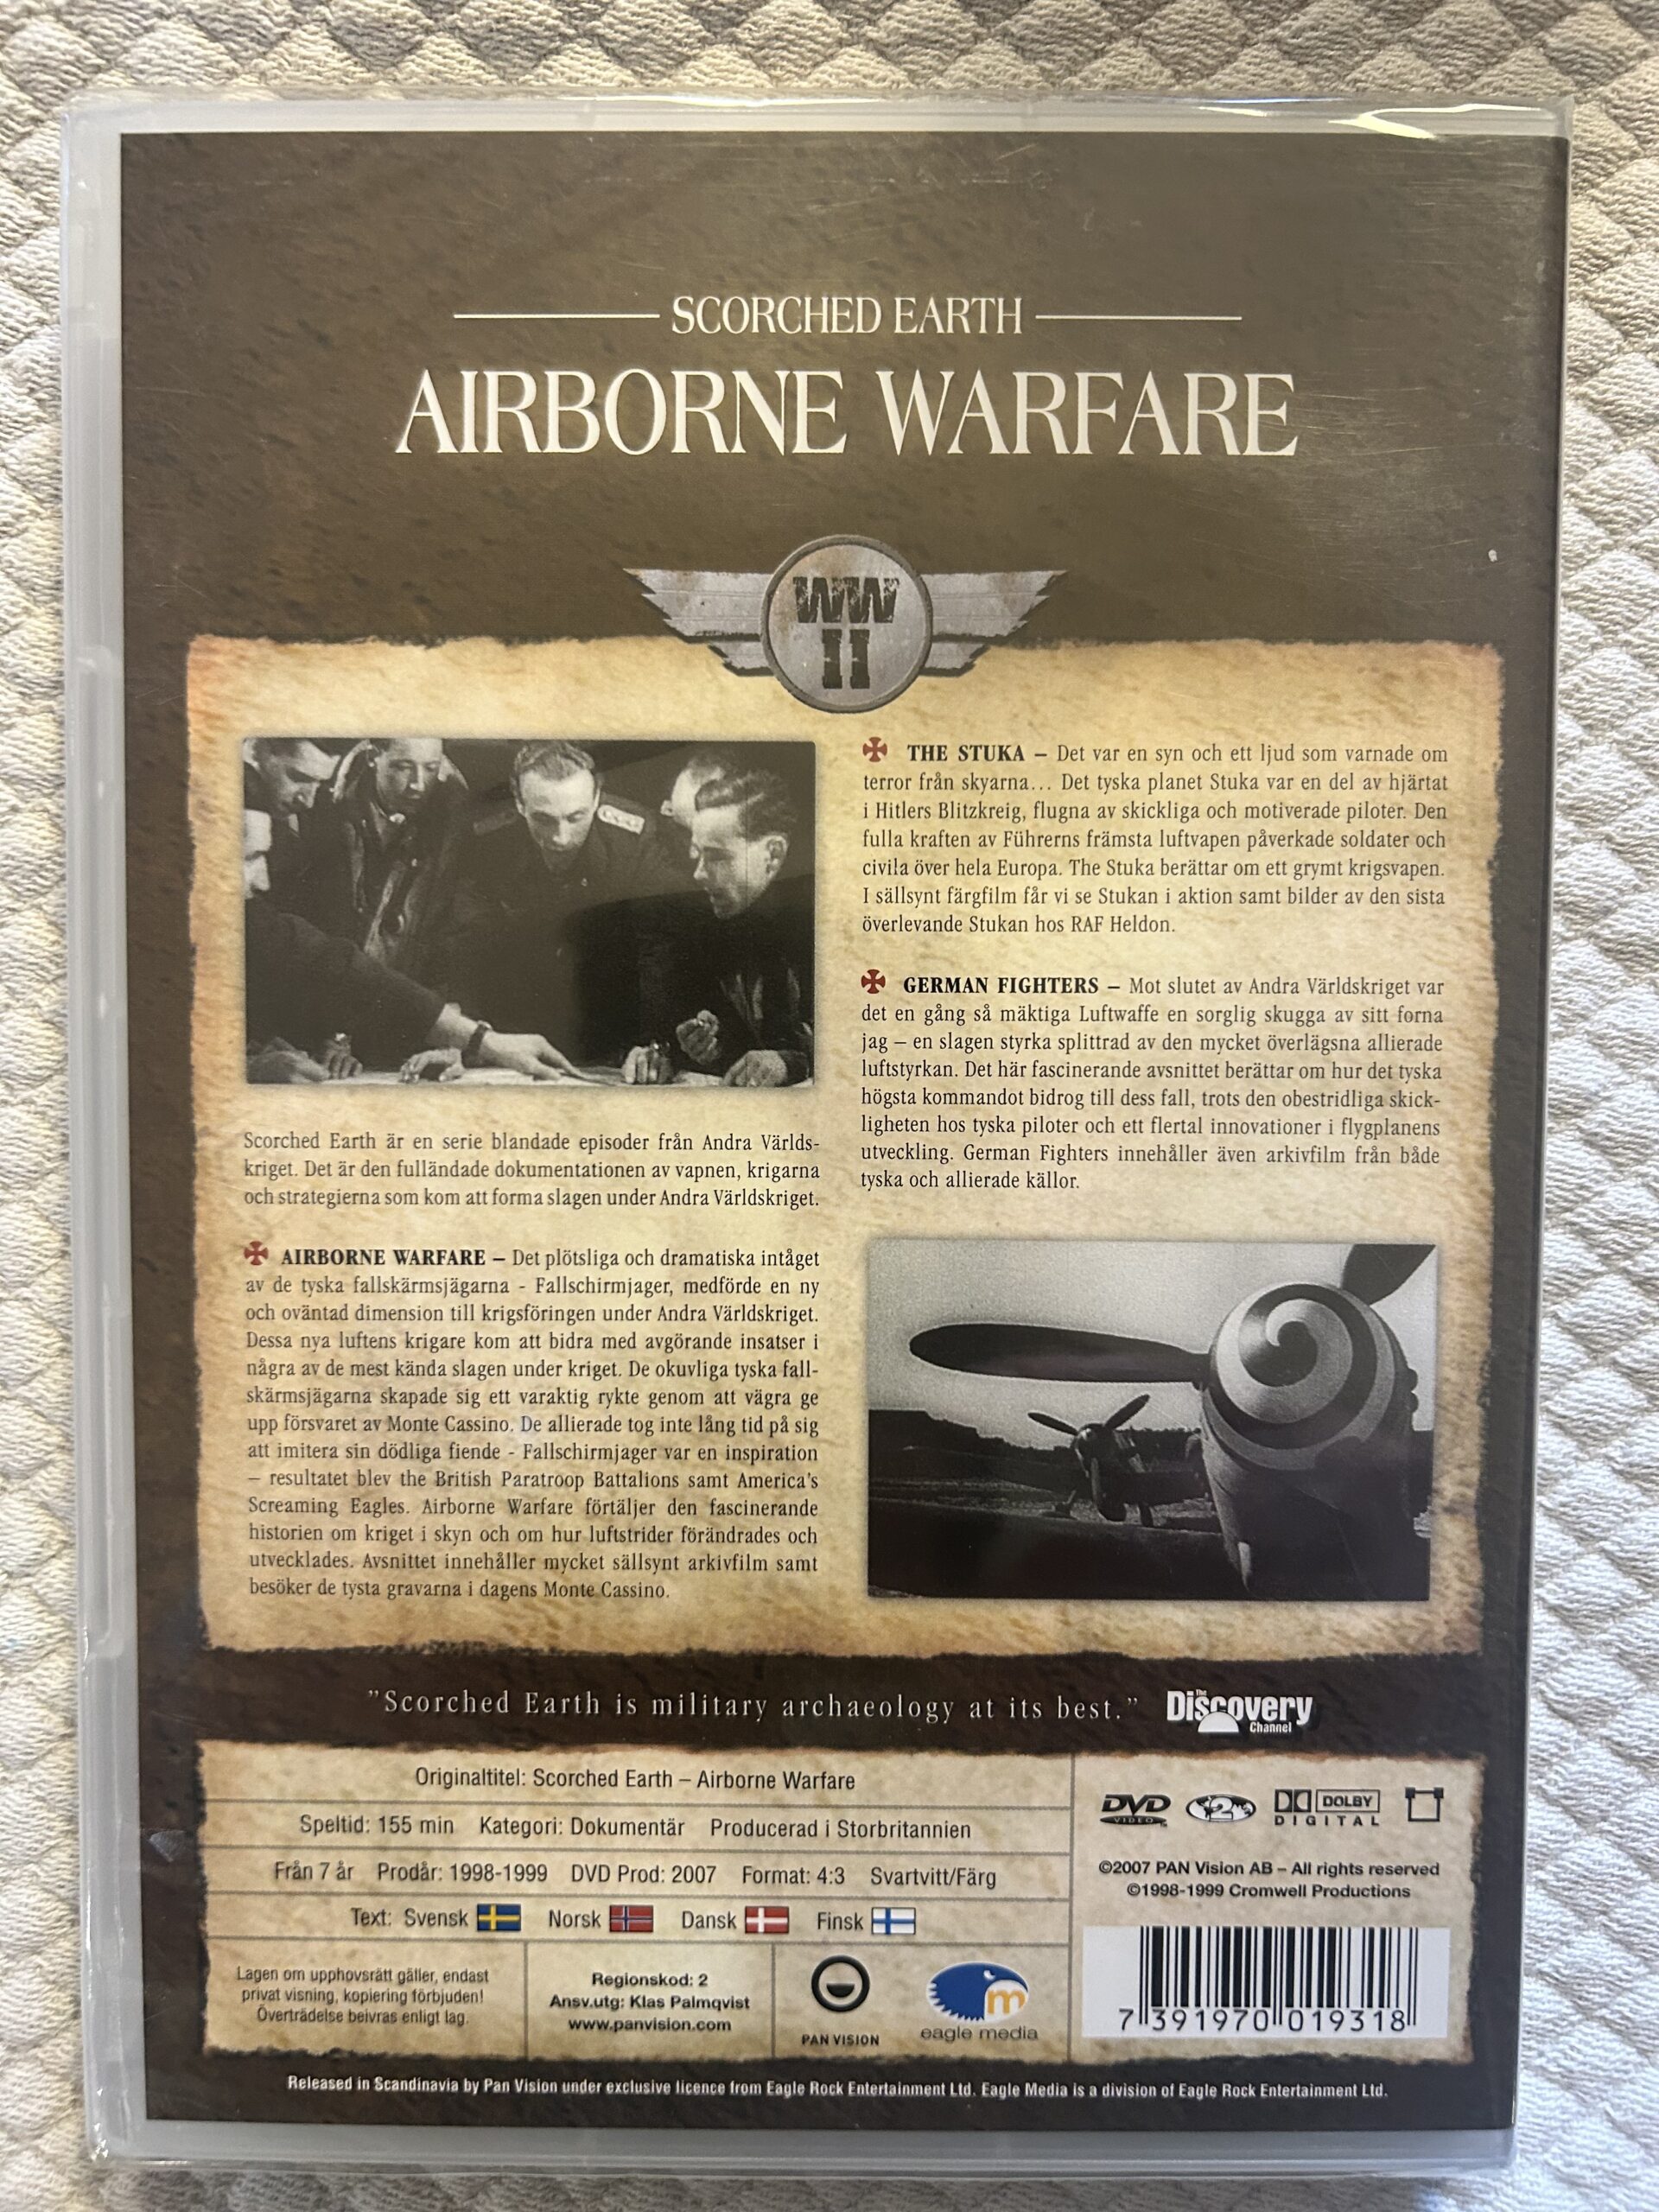 SCORCHED EARTH
AIRBORNE WARFARE
WW
II
THE STUKA – Det var en syn och ett ljud som varnade om
terror från skyarna... Det tyska planet Stuka var en del av hjärtat
i Hitlers Blitzkreig, flugna av skickliga och motiverade piloter. Den
fulla kraften av Führerns främsta luftvapen påverkade soldater och
civila över hela Europa. The Stuka berättar om ett grymt krigsvapen.
I sällsynt färgfilm får vi se Stukan i aktion samt bilder av den sista
överlevande Stukan hos RAF Heldon.
GERMAN FIGHTERS – Mot slutet av Andra Världskriget var
det en gång så mäktiga Luftwaffe en sorglig skugga av sitt forna
jag – en slagen styrka splittrad av den mycket överlägsna allierade
luftstyrkan. Det här fascinerande avsnittet berättar om hur det tyska
högsta kommandot bidrog till dess fall, trots den obestridliga skick-
ligheten hos tyska piloter och ett flertal innovationer i flygplanens
utveckling. German Fighters innehåller även arkivfilm från både
tyska och allierade källor.
Scorched Earth är en serie blandade episoder från Andra Världs-
kriget. Det är den fulländade dokumentationen av vapnen, krigarna
och strategierna som kom att forma slagen under Andra Världskriget.
AIRBORNE WARFARE – Det plötsliga och dramatiska intåget
av de tyska fallskärmsjägarna - Fallschirmjager, medförde en ny
och oväntad dimension till krigsföringen under Andra Världskriget.
Dessa nya luftens krigare kom att bidra med avgörande insatser i
några av de mest kända slagen under kriget. De okuvliga tyska fall-
skärmsjägarna skapade sig ett varaktig rykte genom att vägra ge
upp försvaret av Monte Cassino. De allierade tog inte lång tid på sig
att imitera sin dödliga fiende - Fallschirmjager var en inspiration
– resultatet blev the British Paratroop Battalions samt America's
Screaming Eagles. Airborne Warfare förtäljer den fascinerande
historien om kriget i skyn och om hur luftstrider förändrades och
utvecklades. Avsnittet innehåller mycket sällsynt arkivfilm samt
besöker de tysta gravarna i dagens Monte Cassino.
"Scorched Earth is military archaeology at its best." The Discovery Channel
Originaltitel: Scorched Earth – Airborne Warfare
Speltid: 155 min Kategori: Dokumentär Producerad i Storbritannien
Från 7 år Prodår: 1998-1999 DVD Prod: 2007 Format: 4:3 Svartvitt/Färg
Text: Svensk Norsk Dansk Finsk
Lagen om upphovsrätt gäller, endast
privat visning, kopiering förbjuden!
Överträdelse beivras enligt lag.
Regionskod: 2
Ansv.utg: Klas Palmqvist
www.panvision.com
PAN VISION
m
eagle media
DVD VIDEO 2 DOLBY DIGITAL
©2007 PAN Vision AB – All rights reserved
©1998-1999 Cromwell Productions
7 391970 019318
Released in Scandinavia by Pan Vision under exclusive licence from Eagle Rock Entertainment Ltd. Eagle Media is a division of Eagle Rock Entertainment Ltd.